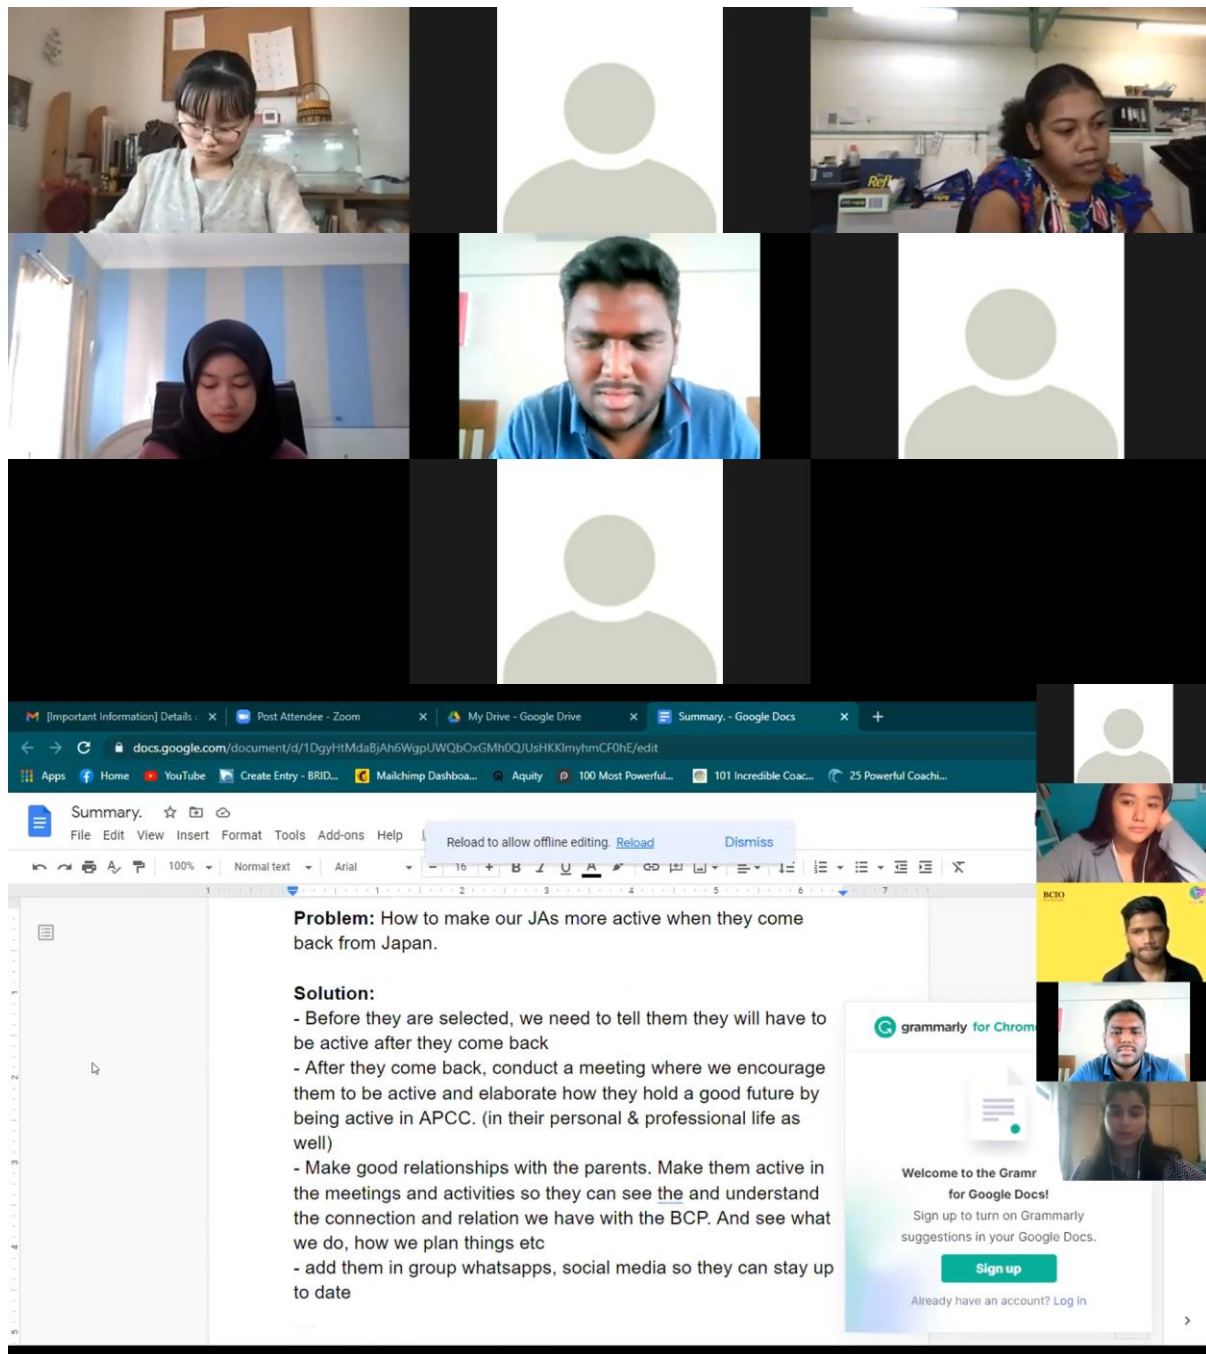 Refl
[Important Information] Details
Post Attendee - Zoom
My Drive - Google Drive
Summary. - Google Docs
docs.google.com/document/d/1DgyHtMdaBjAh6WgpUWQbOxGMh0QJUsHKKlmyhmCF0hE/edit
Apps
Home
YouTube
Create Entry - BRID...
Mailchimp Dashboa...
Aquity
100 Most Powerful...
101 Incredible Coac...
25 Powerful Coachi...
Summary.
File Edit View Insert Format Tools Add-ons Help
Reload to allow offline editing. Reload Dismiss
100% Normal text Arial 16
BCIO
Problem: How to make our JAs more active when they come
back from Japan.
Solution:
- Before they are selected, we need to tell them they will have to
be active after they come back
- After they come back, conduct a meeting where we encourage
them to be active and elaborate how they hold a good future by
being active in APCC. (in their personal & professional life as
well)
- Make good relationships with the parents. Make them active in
the meetings and activities so they can see the and understand
the connection and relation we have with the BCP. And see what
we do, how we plan things etc
- add them in group whatsapps, social media so they can stay up
to date
grammarly for Chrom
Welcome to the Gramm
for Google Docs!
Sign up to turn on Grammarly
suggestions in your Google Docs.
Sign up
Already have an account? Log in